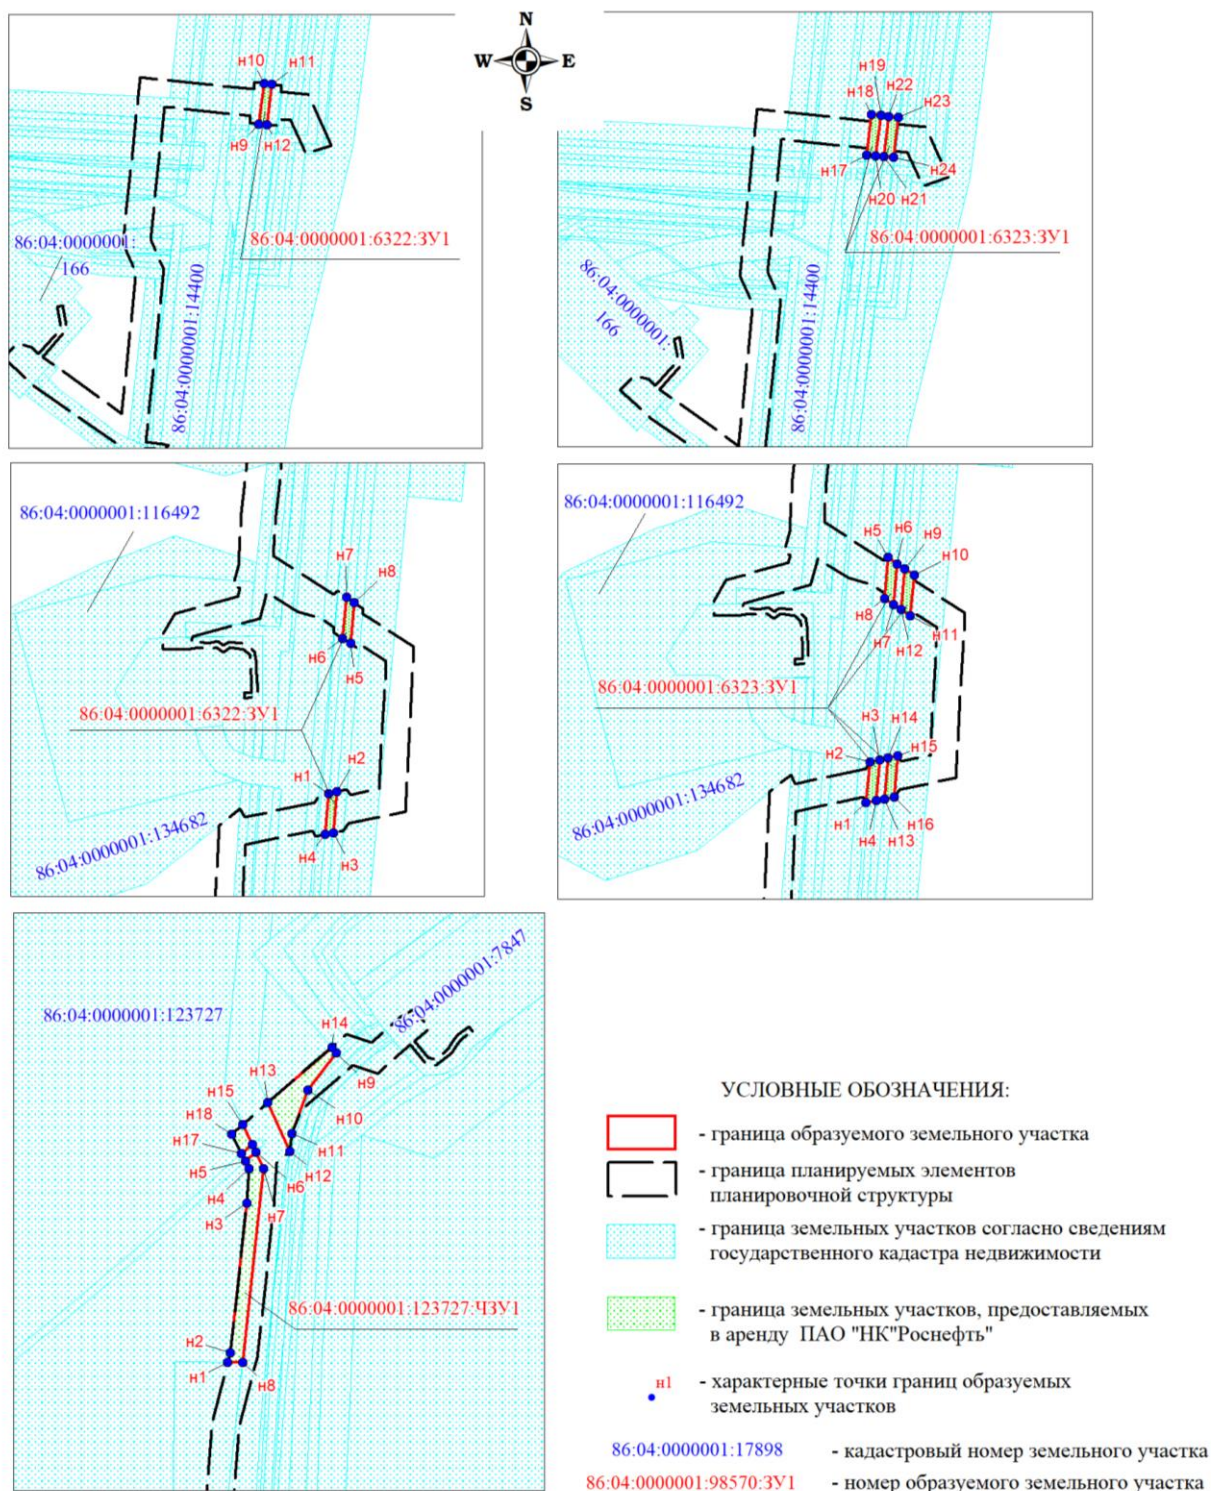 N
W E
S
н10 н11
н9 н12
86:04:0000001:6322:ЗУ1
86:04:0000001:
166
86:04:0000001:14400
н19
н22
н18
н23
н17
н24
н20 н21
86:04:0000001:6323:ЗУ1
86:04:0000001:
166
86:04:0000001:14400
86:04:0000001:116492
н7
н8
н6
н5
86:04:0000001:6322:ЗУ1
н2
н1
86:04:0000001:134682
н4 н3
86:04:0000001:116492
н6
н5
н9
н10
н8
н7
н11
н12
86:04:0000001:6323:ЗУ1
н3
н14
н2
н15
86:04:0000001:134682
н1
н16
н4 н13
86:04:0000001:7847
86:04:0000001:123727
н14
н13
н9
н15
н18
н10
н17
н11
н5
н12
н6
н4
н7
н3
86:04:0000001:123727:ЧЗУ1
н2
н1
н8
УСЛОВНЫЕ ОБОЗНАЧЕНИЯ:
- граница образуемого земельного участка
- граница планируемых элементов
планировочной структуры
- граница земельных участков согласно сведениям
государственного кадастра недвижимости
- граница земельных участков, предоставляемых
в аренду ПАО "НК"Роснефть"
н1 - характерные точки границ образуемых
земельных участков
86:04:0000001:17898 - кадастровый номер земельного участка
86:04:0000001:98570:ЗУ1 - номер образуемого земельного участка